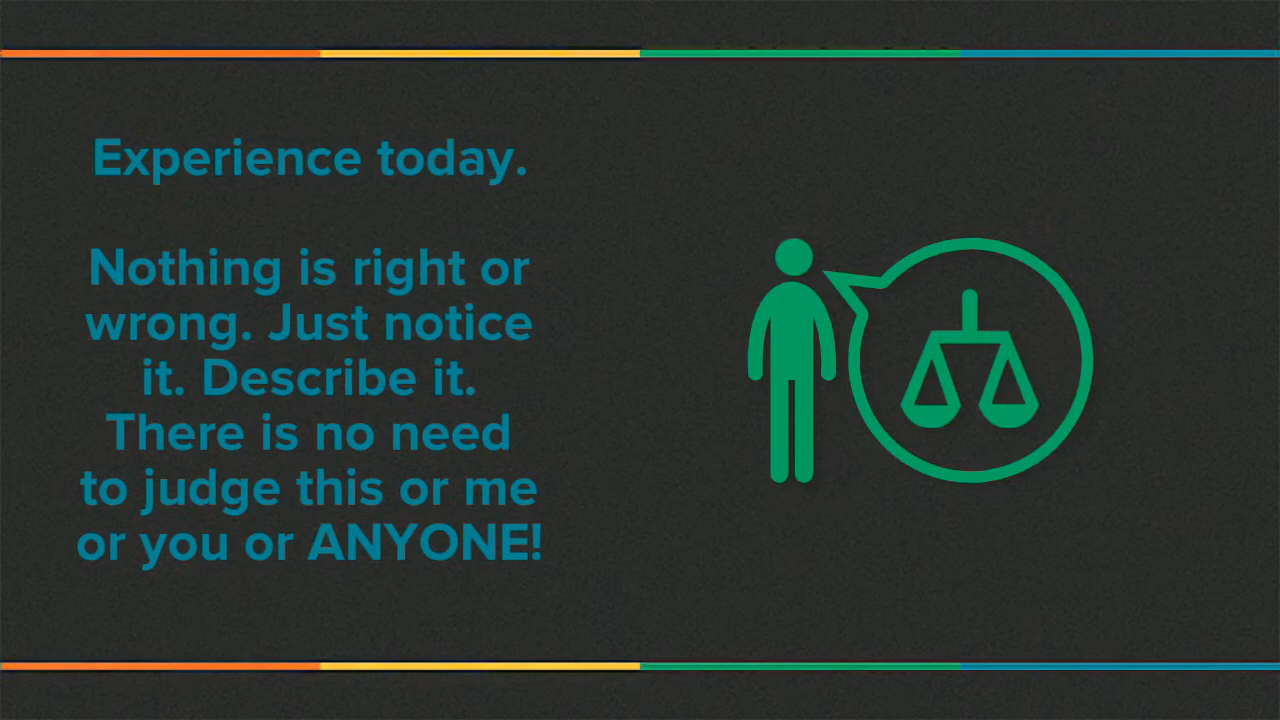 Experience today.
Nothing is right or
wrong. Just notice
it. Describe it.
There is no need
to judge this or me
or you or ANYONE!